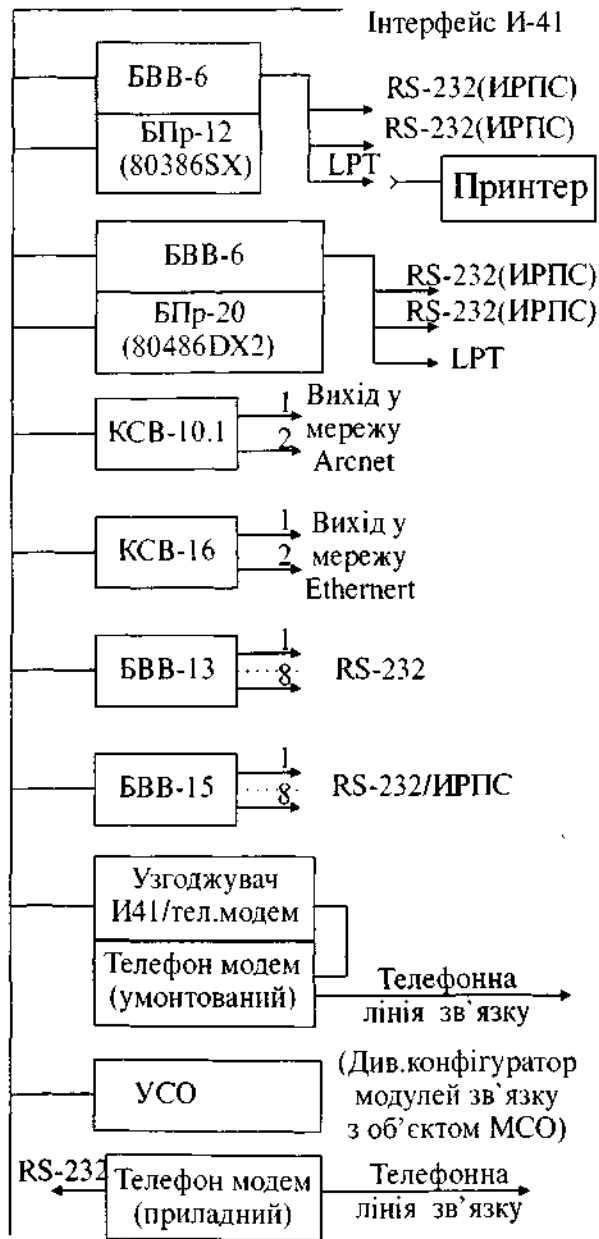 Інтерфейс И-41
БВВ-6
RS-232(ИРПС)
БПр-12
(80386SX)
RS-232(ИРПС)
LPT
Принтер
БВВ-6
RS-232(ИРПС)
БПр-20
(80486DX2)
RS-232(ИРПС)
LPT
КСВ-10.1
1
2
Вихід у
мережу
Arcnet
КСВ-16
1
2
Вихід у
мережу
Ethernert
БВВ-13
1
8
RS-232
БВВ-15
1
8
RS-232/ИРПС
Узгоджувач
И41/тел.модем
Телефон модем
(умонтований)
Телефонна
лінія зв`язку
УСО
(Див.конфігуратор
модулей зв`язку
з об'єктом МСО)
RS-232
Телефон модем
(приладний)
Телефонна
лінія зв'язку